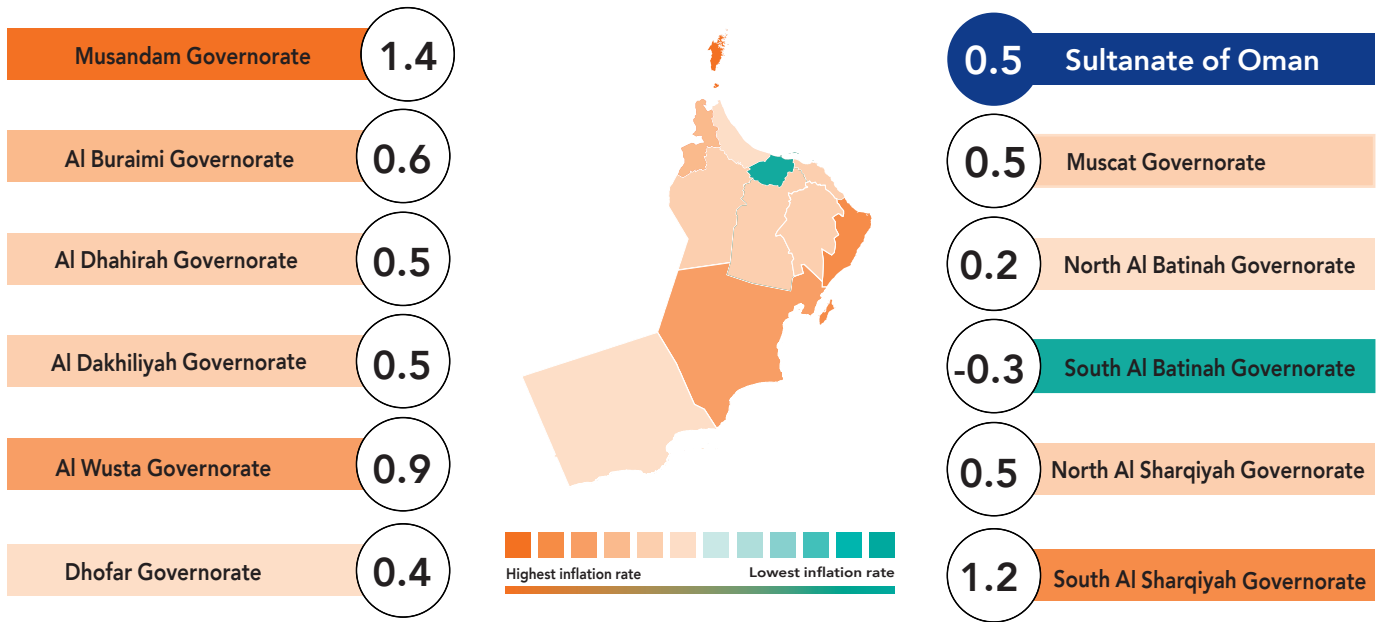 Musandam Governorate 1.4
Al Buraimi Governorate 0.6
Al Dhahirah Governorate 0.5
Al Dakhiliyah Governorate 0.5
Al Wusta Governorate 0.9
Dhofar Governorate 0.4
Highest inflation rate
Lowest inflation rate
0.5 Sultanate of Oman
0.5 Muscat Governorate
0.2 North Al Batinah Governorate
-0.3 South Al Batinah Governorate
0.5 North Al Sharqiyah Governorate
1.2 South Al Sharqiyah Governorate